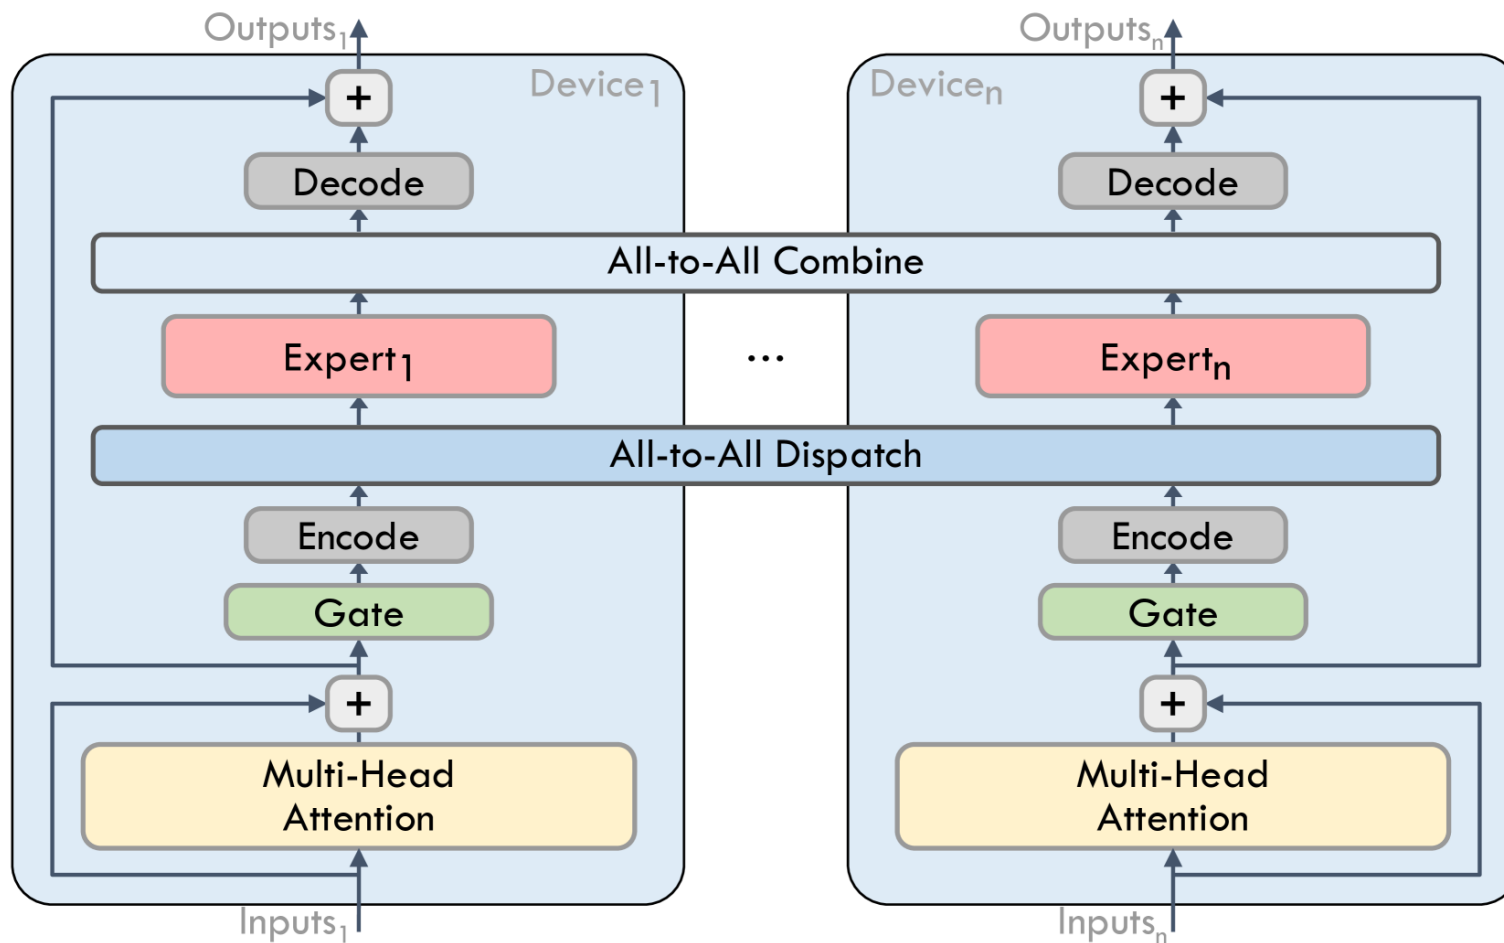 Outputs₁
Outputsₙ
Device₁
Deviceₙ
+
+
Decode
Decode
All-to-All Combine
Expert₁
...
Expertₙ
All-to-All Dispatch
Encode
Encode
Gate
Gate
+
+
Multi-Head
Attention
Multi-Head
Attention
Inputs₁
Inputsₙ